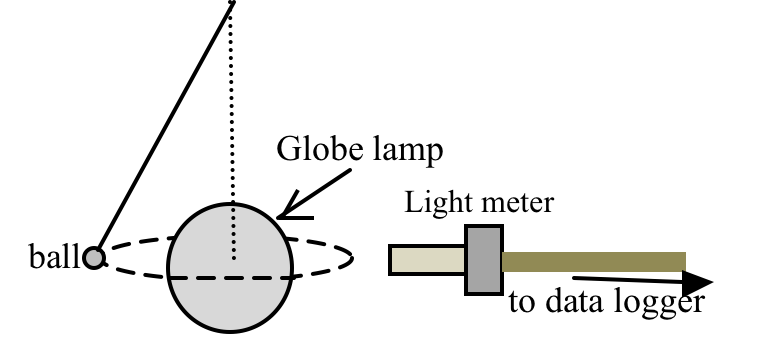 Globe lamp
Light meter
ball
to data logger